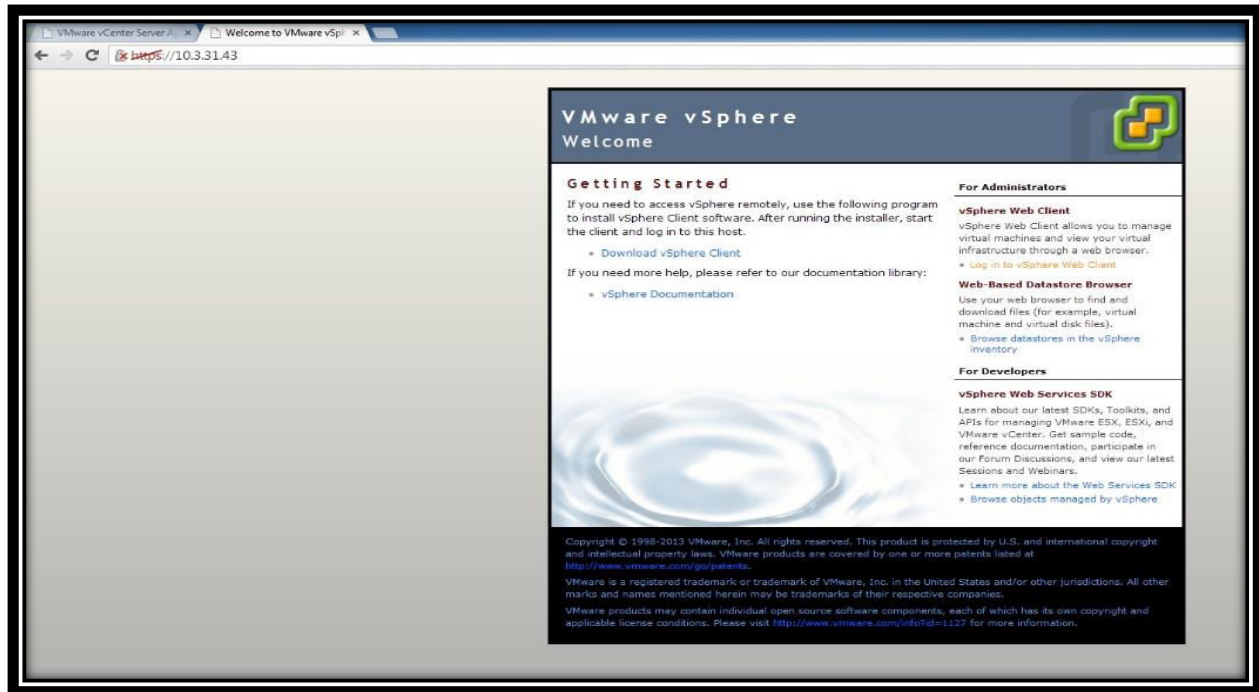 VMware vCenter Server A
Welcome to VMware vSph
https://10.3.31.43
VMware vSphere
Welcome
Getting Started
If you need to access vSphere remotely, use the following program
to install vSphere Client software. After running the installer, start
the client and log in to this host.
Download vSphere Client
If you need more help, please refer to our documentation library:
vSphere Documentation
For Administrators
vSphere Web Client
vSphere Web Client allows you to manage
virtual machines and view your virtual
infrastructure through a web browser.
Log in to vSphere Web Client
Web-Based Datastore Browser
Use your web browser to find and
download files (for example, virtual
machine and virtual disk files).
Browse datastores in the vSphere
inventory
For Developers
vSphere Web Services SDK
Learn about our latest SDKs, Toolkits, and
APIs for managing VMware ESX, ESXi, and
VMware vCenter. Get sample code,
reference documentation, participate in
our Forum Discussions, and view our latest
Sessions and Webinars.
Learn more about the Web Services SDK
Browse objects managed by vSphere
Copyright © 1998-2013 VMware, Inc. All rights reserved. This product is protected by U.S. and international copyright
and intellectual property laws. VMware products are covered by one or more patents listed at
http://www.vmware.com/go/patents.
VMware is a registered trademark or trademark of VMware, Inc. in the United States and/or other jurisdictions. All other
marks and names mentioned herein may be trademarks of their respective companies.
VMware products may contain individual open source software components, each of which has its own copyright and
applicable license conditions. Please visit http://www.vmware.com/info?id=1127 for more information.